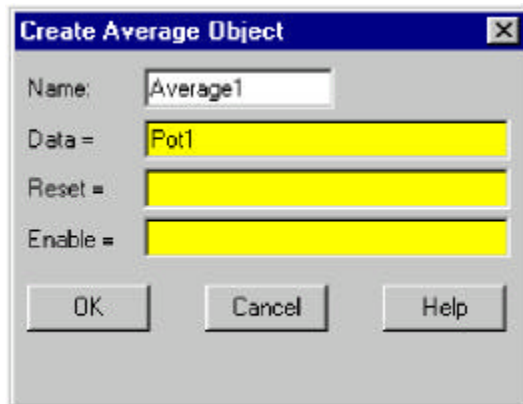 Create Average Object
Name: Average1
Data = Pot1
Reset =
Enable =
OK Cancel Help